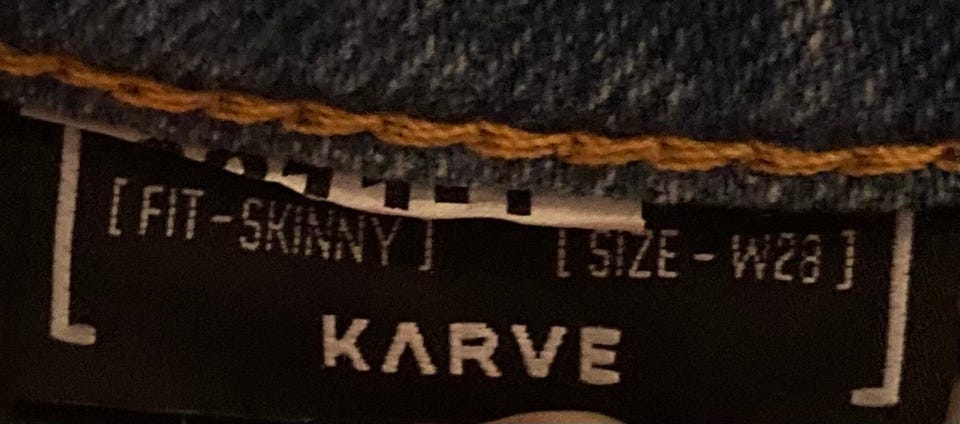 [ FIT-SKINNY ] [ SIZE - W28 ]
KARVE